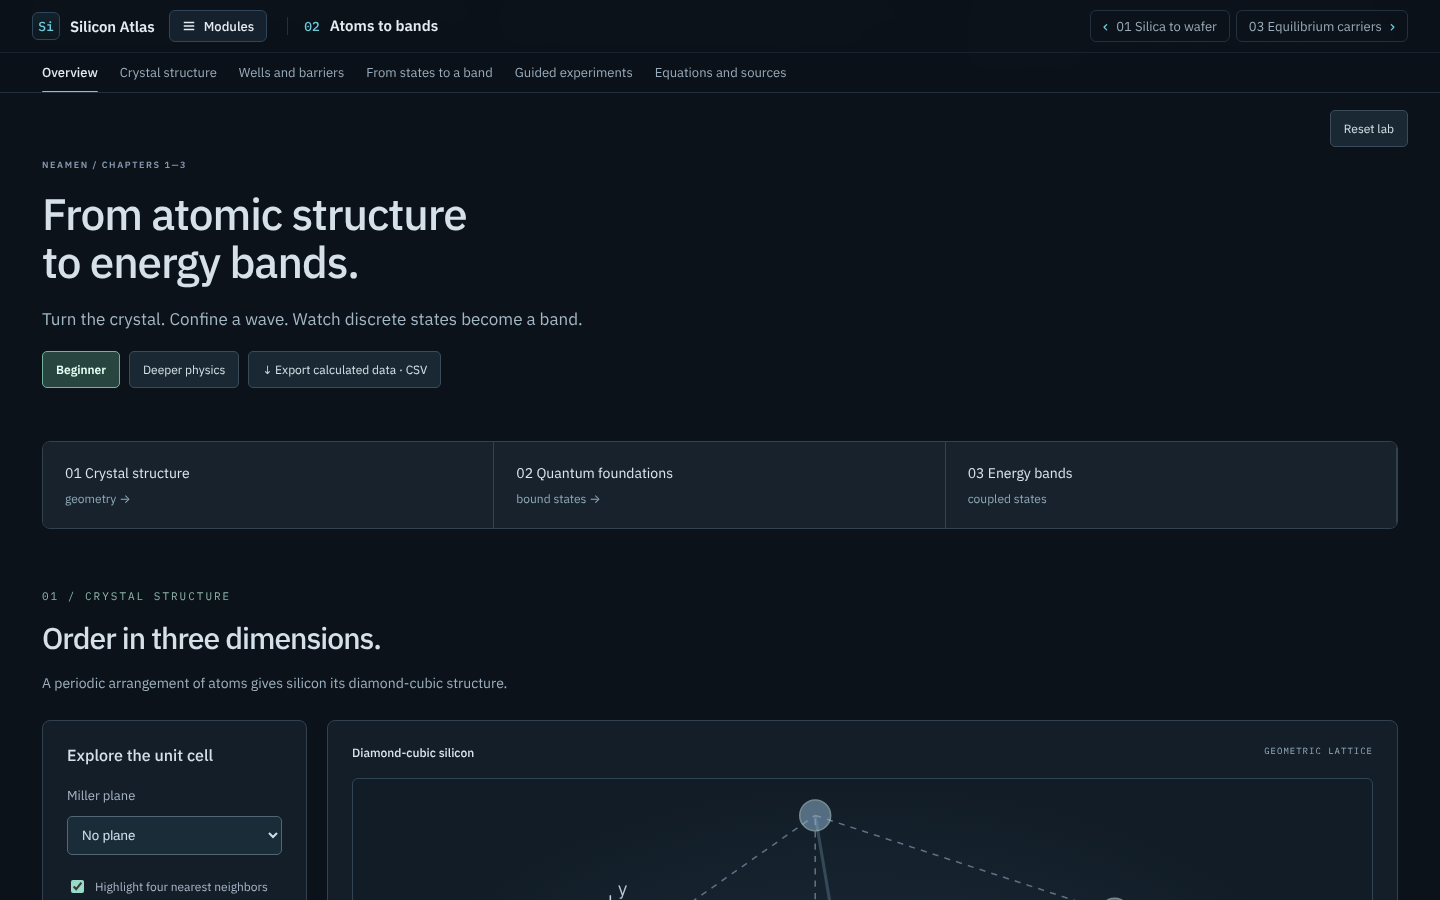 Si Silicon Atlas Modules 02 Atoms to bands 01 Silica to wafer 03 Equilibrium carriers
Overview Crystal structure Wells and barriers From states to a band Guided experiments Equations and sources
Reset lab
NEAMEN / CHAPTERS 1—3
From atomic structure
to energy bands.
Turn the crystal. Confine a wave. Watch discrete states become a band.
Beginner Deeper physics ↓ Export calculated data · CSV
01 Crystal structure
geometry →
02 Quantum foundations
bound states →
03 Energy bands
coupled states
01 / CRYSTAL STRUCTURE
Order in three dimensions.
A periodic arrangement of atoms gives silicon its diamond-cubic structure.
Explore the unit cell
Miller plane
No plane
Highlight four nearest neighbors
Diamond-cubic silicon GEOMETRIC LATTICE
y